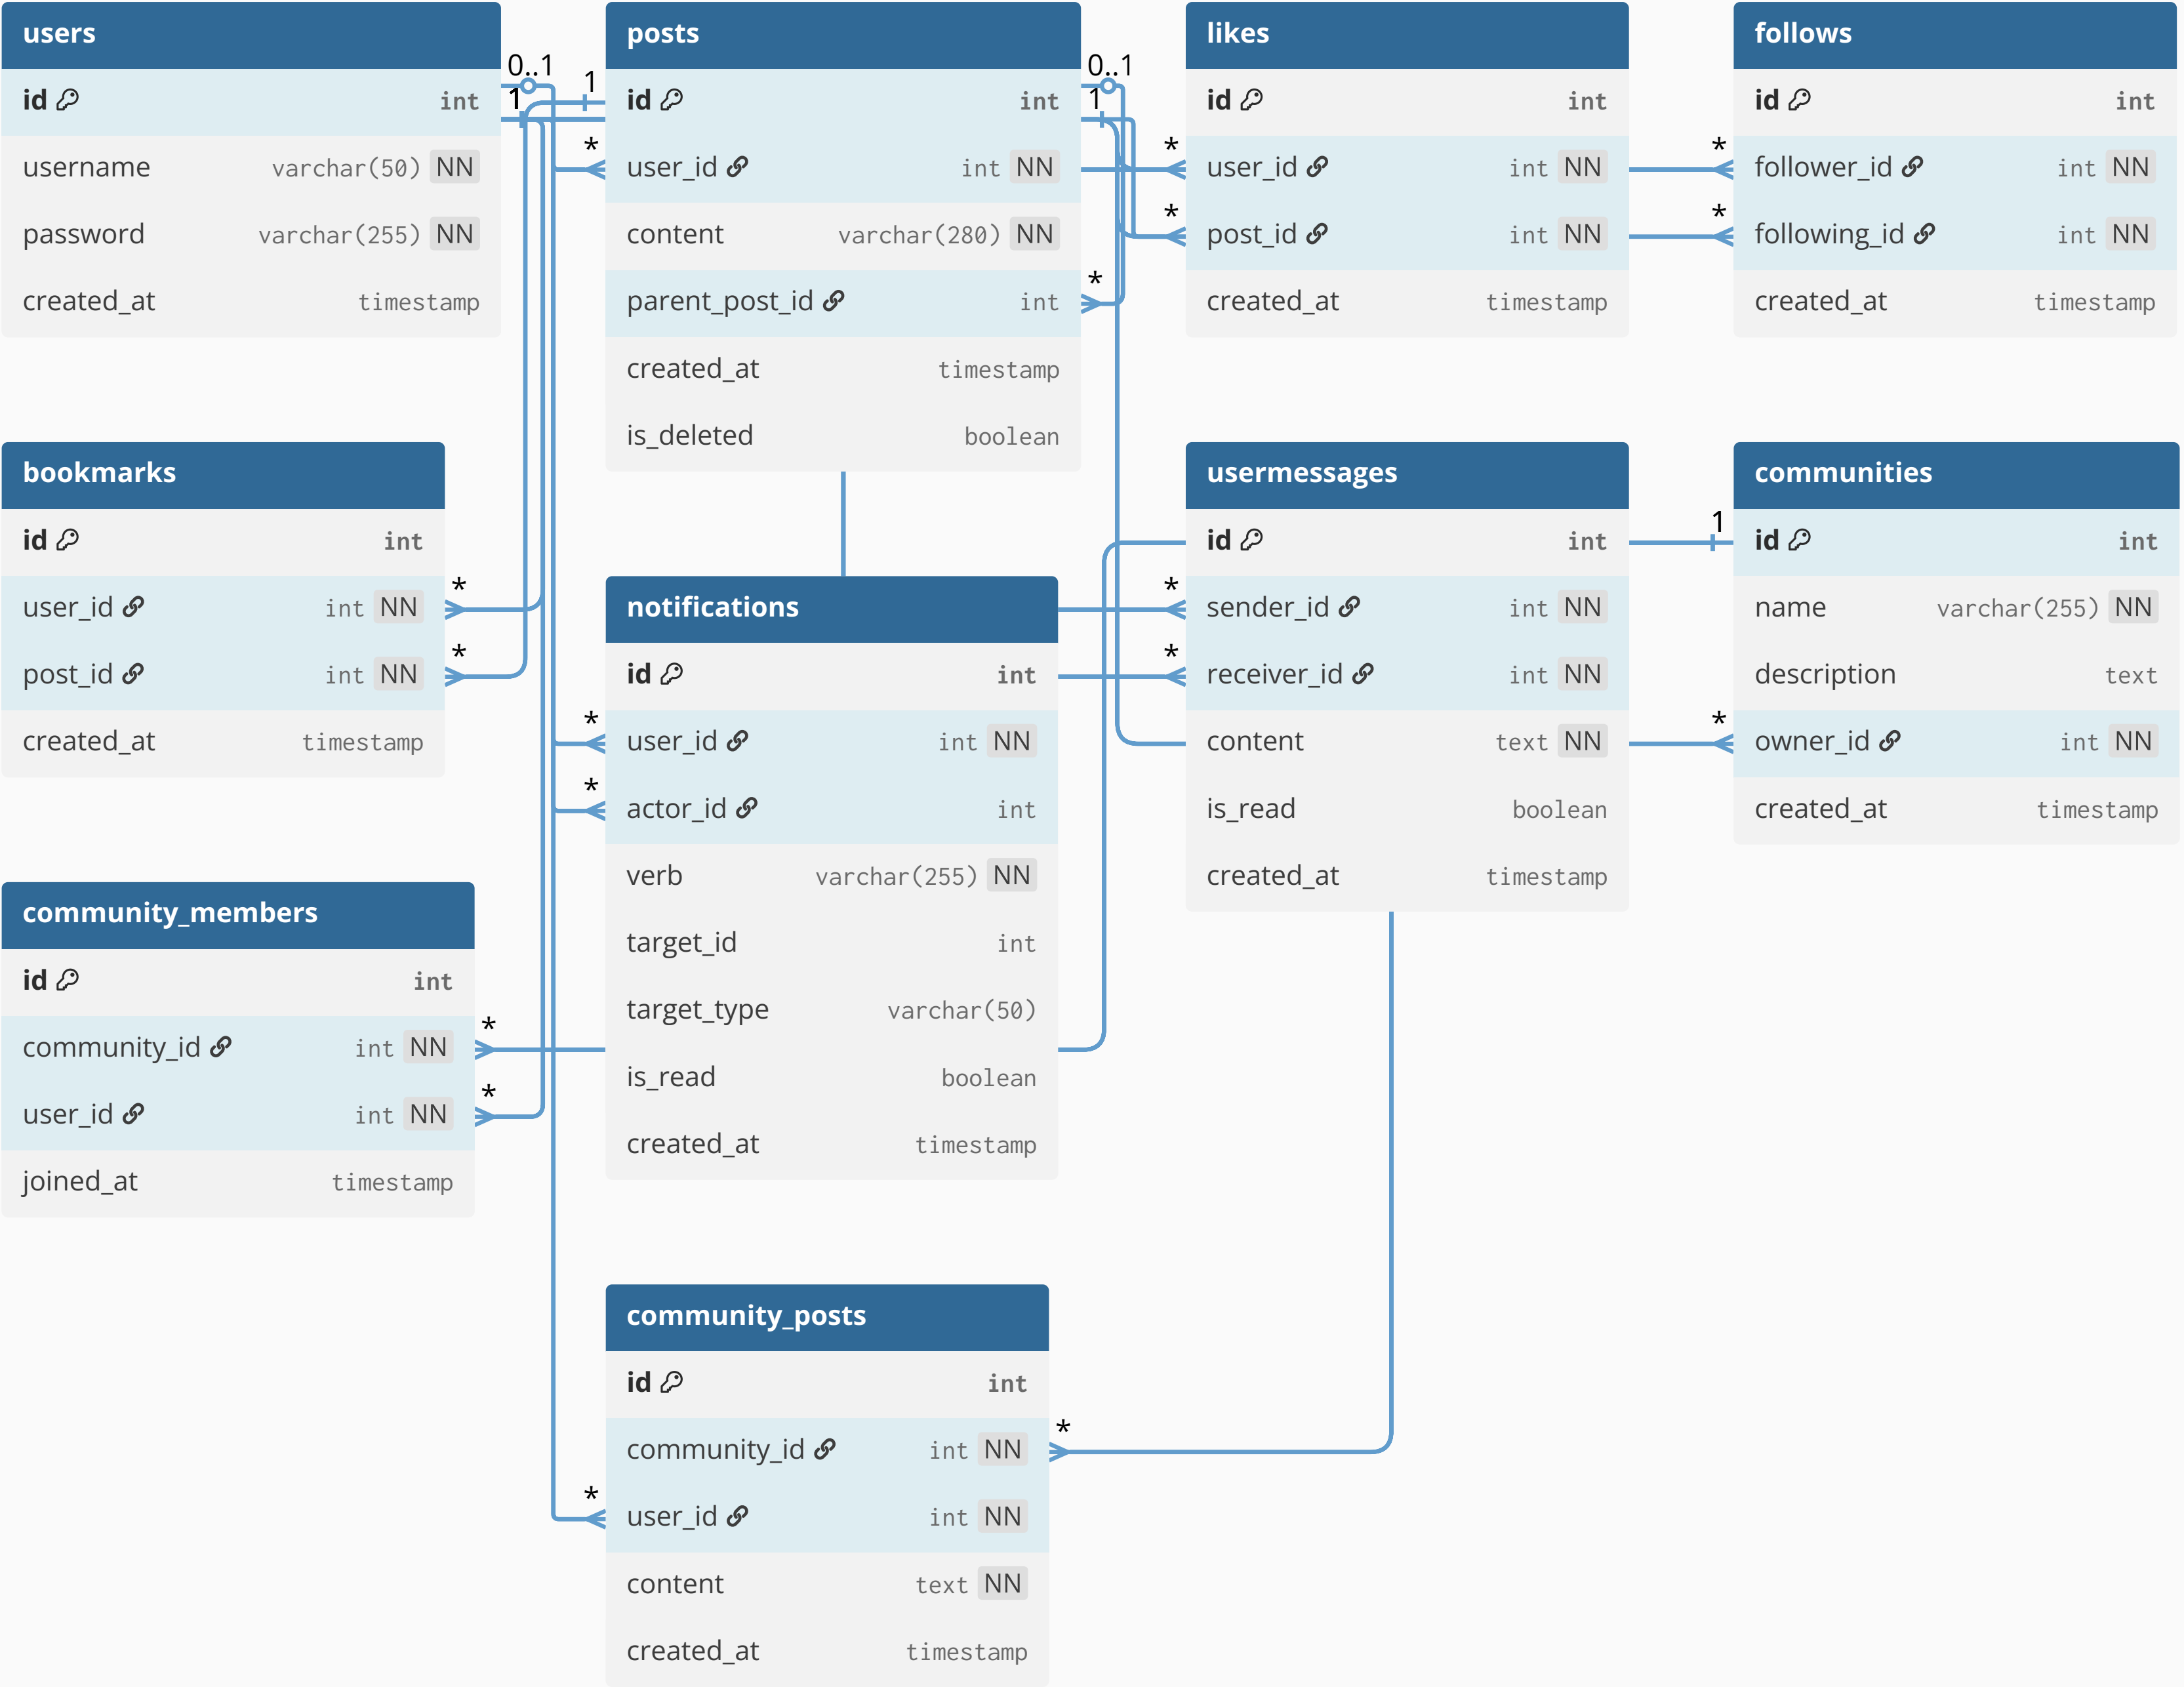 users
id int
username varchar(50) NN
password varchar(255) NN
created_at timestamp
0..1
1
1
*
posts
id int
user_id int NN
content varchar(280) NN
parent_post_id int
created_at timestamp
is_deleted boolean
0..1
1
*
*
*
likes
id int
user_id int NN
post_id int NN
created_at timestamp
*
*
follows
id int
follower_id int NN
following_id int NN
created_at timestamp
bookmarks
id int
user_id int NN
post_id int NN
created_at timestamp
*
*
notifications
id int
user_id int NN
actor_id int
verb varchar(255) NN
target_id int
target_type varchar(50)
is_read boolean
created_at timestamp
*
*
*
*
usermessages
id int
sender_id int NN
receiver_id int NN
content text NN
is_read boolean
created_at timestamp
1
*
communities
id int
name varchar(255) NN
description text
owner_id int NN
created_at timestamp
community_members
id int
community_id int NN
user_id int NN
joined_at timestamp
*
*
community_posts
id int
community_id int NN
user_id int NN
content text NN
created_at timestamp
*
*